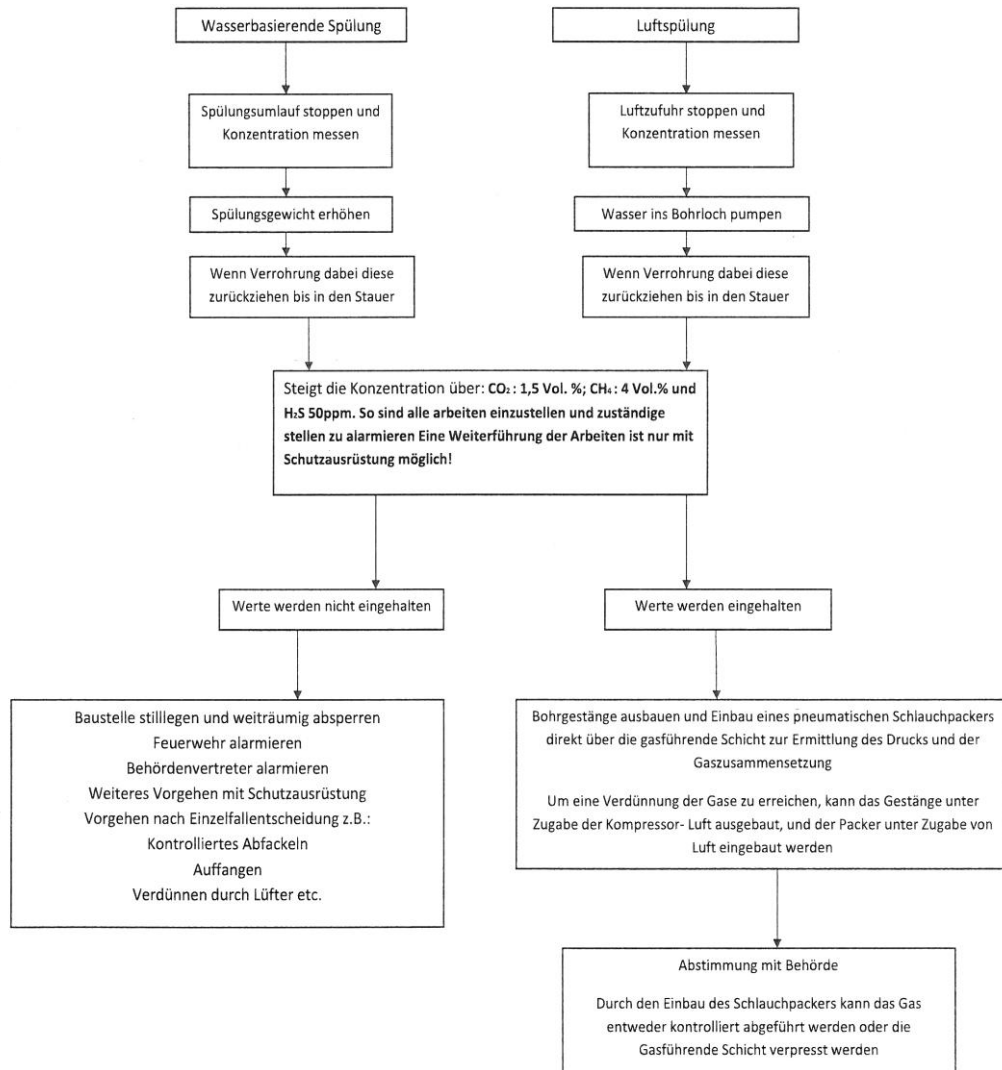 Wasserbasierende Spülung
Luftspülung
Spülungsumlauf stoppen und
Konzentration messen
Luftzufuhr stoppen und
Konzentration messen
Spülungsgewicht erhöhen
Wasser ins Bohrloch pumpen
Wenn Verrohrung dabei diese
zurückziehen bis in den Stauer
Wenn Verrohrung dabei diese
zurückziehen bis in den Stauer
Steigt die Konzentration über: CO₂ : 1,5 Vol. %; CH₄ : 4 Vol.% und
H₂S 50ppm. So sind alle arbeiten einzustellen und zuständige
stellen zu alarmieren Eine Weiterführung der Arbeiten ist nur mit
Schutzausrüstung möglich!
Werte werden nicht eingehalten
Werte werden eingehalten
Baustelle stilllegen und weiträumig absperren
Feuerwehr alarmieren
Behördenvertreter alarmieren
Weiteres Vorgehen mit Schutzausrüstung
Vorgehen nach Einzelfallentscheidung z.B.:
Kontrolliertes Abfackeln
Auffangen
Verdünnen durch Lüfter etc.
Bohrgestänge ausbauen und Einbau eines pneumatischen Schlauchpackers
direkt über die gasführende Schicht zur Ermittlung des Drucks und der
Gaszusammensetzung
Um eine Verdünnung der Gase zu erreichen, kann das Gestänge unter
Zugabe der Kompressor- Luft ausgebaut, und der Packer unter Zugabe von
Luft eingebaut werden
Abstimmung mit Behörde
Durch den Einbau des Schlauchpackers kann das Gas
entweder kontrolliert abgeführt werden oder die
Gasführende Schicht verpresst werden